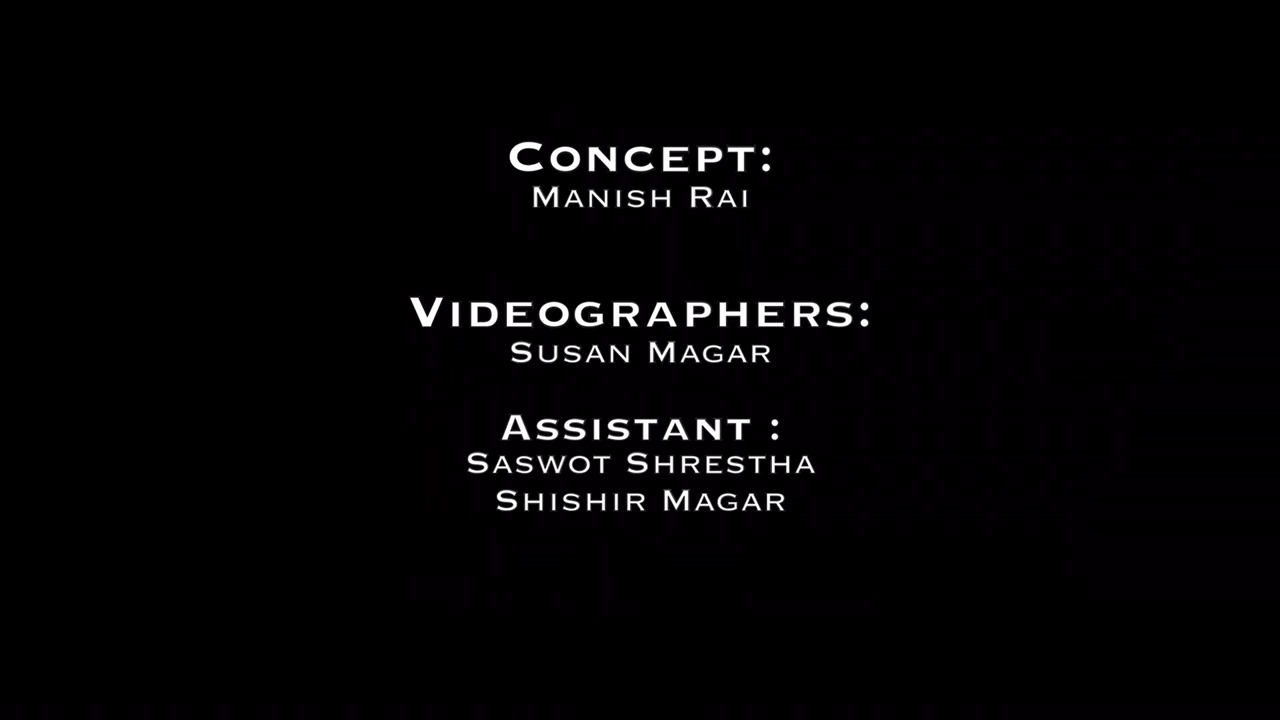 Concept:
Manish Rai
Videographers:
Susan Magar
Assistant :
Saswot Shrestha
Shishir Magar